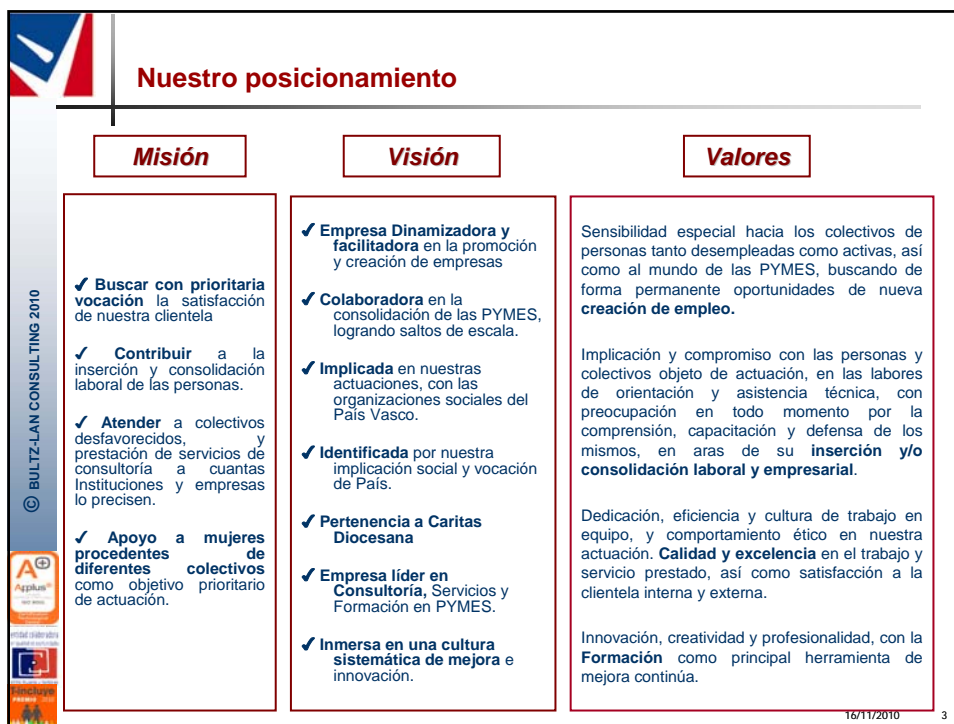 Nuestro posicionamiento
Misión
✓ Buscar con prioritaria
vocación la satisfacción
de nuestra clientela
✓ Contribuir a la
inserción y consolidación
laboral de las personas.
✓ Atender a colectivos
desfavorecidos, y
prestación de servicios de
consultoría a cuantas
Instituciones y empresas
lo precisen.
✓ Apoyo a mujeres
procedentes de
diferentes colectivos
como objetivo prioritario
de actuación.
Visión
✓ Empresa Dinamizadora y
facilitadora en la promoción
y creación de empresas
✓ Colaboradora en la
consolidación de las PYMES,
logrando saltos de escala.
✓ Implicada en nuestras
actuaciones, con las
organizaciones sociales del
País Vasco.
✓ Identificada por nuestra
implicación social y vocación
de País.
✓ Pertenencia a Caritas
Diocesana
✓ Empresa líder en
Consultoría, Servicios y
Formación en PYMES.
✓ Inmersa en una cultura
sistemática de mejora e
innovación.
Valores
Sensibilidad especial hacia los colectivos de
personas tanto desempleadas como activas, así
como al mundo de las PYMES, buscando de
forma permanente oportunidades de nueva
creación de empleo.
Implicación y compromiso con las personas y
colectivos objeto de actuación, en las labores
de orientación y asistencia técnica, con
preocupación en todo momento por la
comprensión, capacitación y defensa de los
mismos, en aras de su inserción y/o
consolidación laboral y empresarial.
Dedicación, eficiencia y cultura de trabajo en
equipo, y comportamiento ético en nuestra
actuación. Calidad y excelencia en el trabajo y
servicio prestado, así como satisfacción a la
clientela interna y externa.
Innovación, creatividad y profesionalidad, con la
Formación como principal herramienta de
mejora continúa.
© BULTZ-LAN CONSULTING 2010
A+
Applus
T-incluye
16/11/2010 3